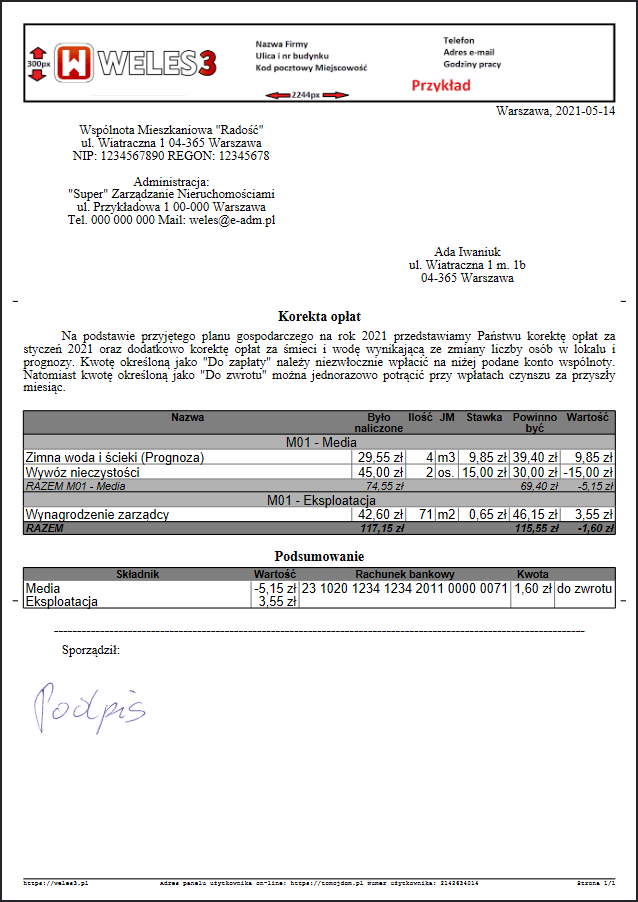 300px
W WELES3
Nazwa Firmy
Ulica i nr budynku
Kod pocztowy Miejscowość
2244px
Telefon
Adres e-mail
Godziny pracy
Przykład
Warszawa, 2021-05-14
Wspólnota Mieszkaniowa "Radość"
ul. Wiatraczna 1 04-365 Warszawa
NIP: 1234567890 REGON: 12345678
Administracja:
"Super" Zarządzanie Nieruchomościami
ul. Przykładowa 1 00-000 Warszawa
Tel. 000 000 000 Mail: weles@e-adm.pl
Ada Iwaniuk
ul. Wiatraczna 1 m. 1b
04-365 Warszawa
Korekta opłat
Na podstawie przyjętego planu gospodarczego na rok 2021 przedstawiamy Państwu korektę opłat za
styczeń 2021 oraz dodatkowo korektę opłat za śmieci i wodę wynikającą ze zmiany liczby osób w lokalu i
prognozy. Kwotę określoną jako "Do zapłaty" należy niezwłocznie wpłacić na niżej podane konto wspólnoty.
Natomiast kwotę określoną jako "Do zwrotu" można jednorazowo potrącić przy wpłatach czynszu za przyszły
miesiąc.
Nazwa Było naliczone Ilość JM Stawka Powinno być Wartość
M01 - Media
Zimna woda i ścieki (Prognoza) 29,55 zł 4 m3 9,85 zł 39,40 zł 9,85 zł
Wywóz nieczystości 45,00 zł 2 os. 15,00 zł 30,00 zł -15,00 zł
RAZEM M01 - Media 74,55 zł 69,40 zł -5,15 zł
M01 - Eksploatacja
Wynagrodzenie zarządcy 42,60 zł 71 m2 0,65 zł 46,15 zł 3,55 zł
RAZEM 117,15 zł 115,55 zł -1,60 zł
Podsumowanie
Składnik Wartość Rachunek bankowy Kwota
Media -5,15 zł 23 1020 1234 1234 2011 0000 0071 1,60 zł do zwrotu
Eksploatacja 3,55 zł
Sporządził:
Podpis
https://weles3.pl adres panelu użytkownika on-line: https://tomojdom.pl numer użytkownika: 2142634014 Strona 1/1